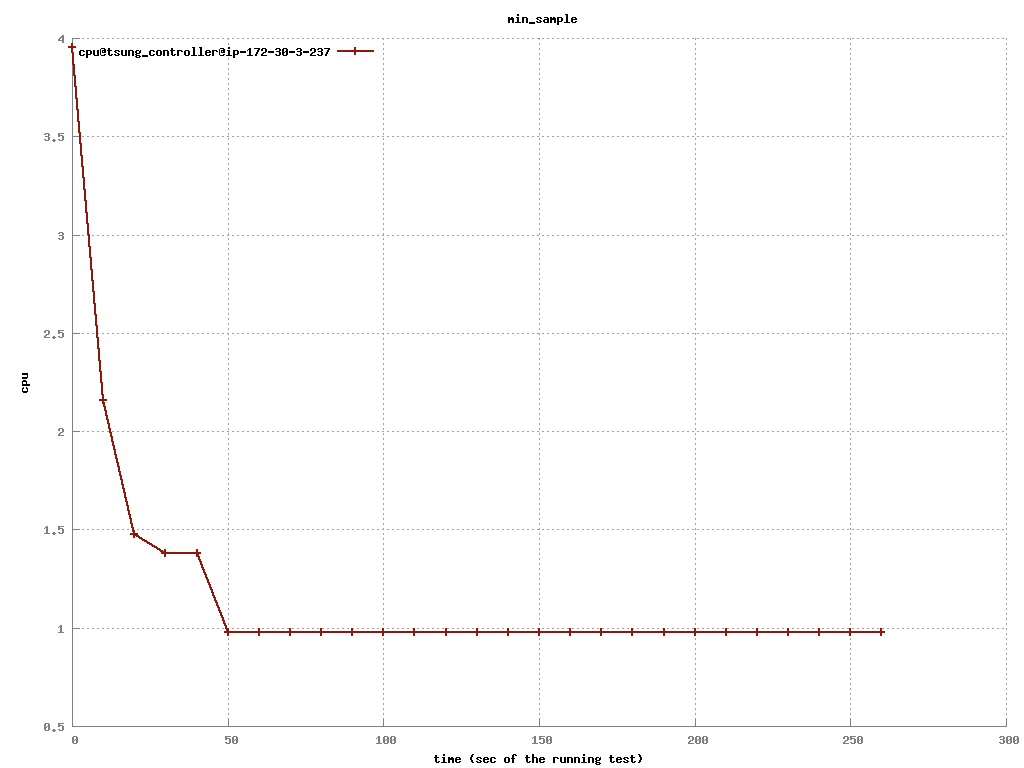 min_sample
4
cpu@tsung_controller@ip-172-30-3-237
3.5
3
2.5
cpu
2
1.5
1
0.5
0 50 100 150 200 250 300
time (sec of the running test)